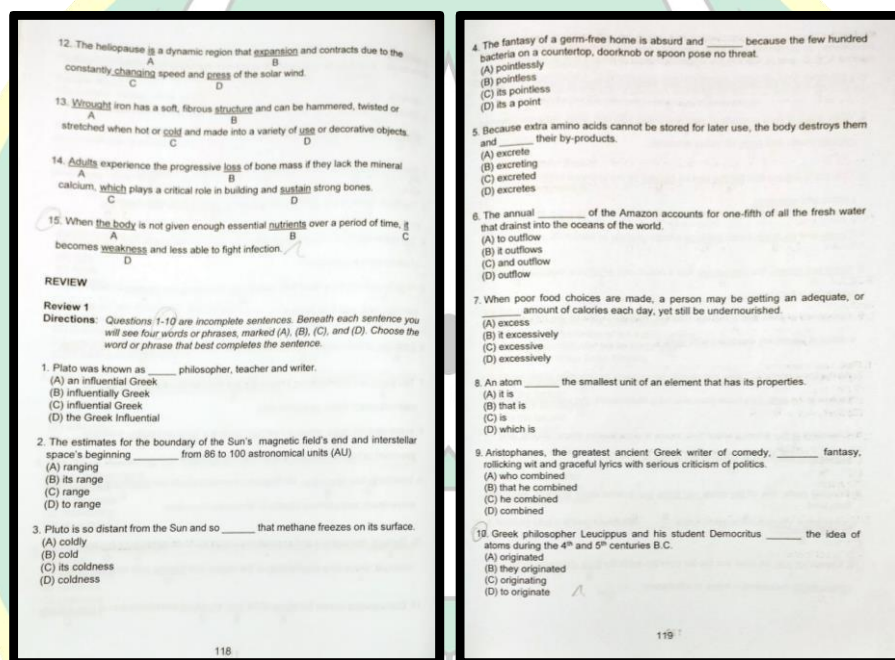 12. The heliopause is a dynamic region that expansion and contracts due to the
A B
constantly changing speed and press of the solar wind.
C D
13. Wrought iron has a soft, fibrous structure and can be hammered, twisted or
A B
stretched when hot or cold and made into a variety of use or decorative objects.
C D
14. Adults experience the progressive loss of bone mass if they lack the mineral
A B
calcium, which plays a critical role in building and sustain strong bones.
C D
15. When the body is not given enough essential nutrients over a period of time, it
A B C
becomes weakness and less able to fight infection.
D
REVIEW
Review 1
Directions: Questions 1-10 are incomplete sentences. Beneath each sentence you
will see four words or phrases, marked (A), (B), (C), and (D). Choose the
word or phrase that best completes the sentence.
1. Plato was known as _____ philosopher, teacher and writer.
(A) an influential Greek
(B) influentially Greek
(C) influential Greek
(D) the Greek Influential
2. The estimates for the boundary of the Sun's magnetic field's end and interstellar
space's beginning ________ from 86 to 100 astronomical units (AU)
(A) ranging
(B) its range
(C) range
(D) to range
3. Pluto is so distant from the Sun and so ______ that methane freezes on its surface.
(A) coldly
(B) cold
(C) its coldness
(D) coldness
118
4. The fantasy of a germ-free home is absurd and ______ because the few hundred
bacteria on a countertop, doorknob or spoon pose no threat.
(A) pointlessly
(B) pointless
(C) its pointless
(D) its a point
5. Because extra amino acids cannot be stored for later use, the body destroys them
and ______ their by-products.
(A) excrete
(B) excreting
(C) excreted
(D) excretes
6. The annual ________ of the Amazon accounts for one-fifth of all the fresh water
that drainst into the oceans of the world.
(A) to outflow
(B) it outflows
(C) and outflow
(D) outflow
7. When poor food choices are made, a person may be getting an adequate, or
_______ amount of calories each day, yet still be undernourished.
(A) excess
(B) it excessively
(C) excessive
(D) excessively
8. An atom ______ the smallest unit of an element that has its properties.
(A) it is
(B) that is
(C) is
(D) which is
9. Aristophanes, the greatest ancient Greek writer of comedy, ______ fantasy,
rollicking wit and graceful lyrics with serious criticism of politics.
(A) who combined
(B) that he combined
(C) he combined
(D) combined
10. Greek philosopher Leucippus and his student Democritus ______ the idea of
atoms during the 4th and 5th centuries B.C.
(A) originated
(B) they originated
(C) originating
(D) to originate
119